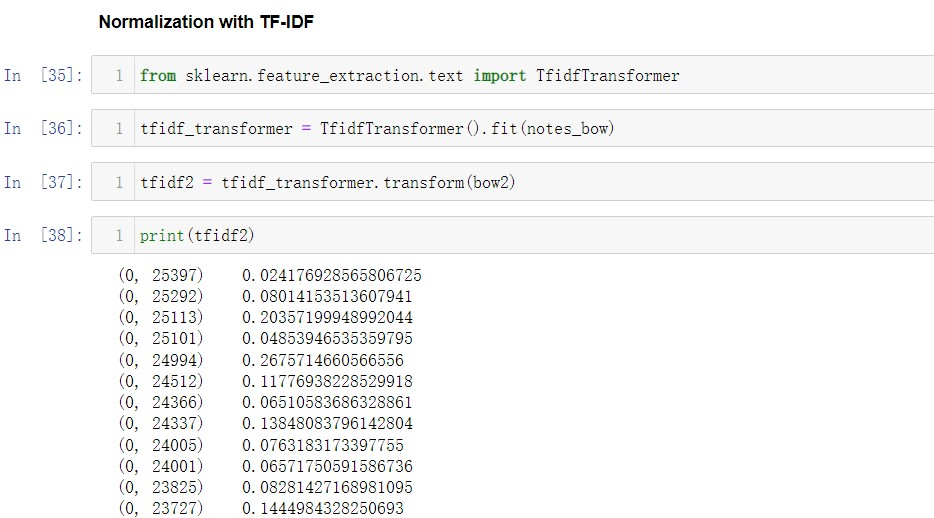 Normalization with TF-IDF
In [35]: 1 from sklearn.feature_extraction.text import TfidfTransformer
In [36]: 1 tfidf_transformer = TfidfTransformer().fit(notes_bow)
In [37]: 1 tfidf2 = tfidf_transformer.transform(bow2)
In [38]: 1 print(tfidf2)
(0, 25397) 0.024176928565806725
(0, 25292) 0.08014153513607941
(0, 25113) 0.20357199948992044
(0, 25101) 0.04853946535359795
(0, 24994) 0.2675714660566556
(0, 24512) 0.11776938228529918
(0, 24366) 0.06510583686328861
(0, 24337) 0.13848083796142804
(0, 24005) 0.0763183173397755
(0, 24001) 0.06571750591586736
(0, 23825) 0.08281427168981095
(0, 23727) 0.1444984328250693